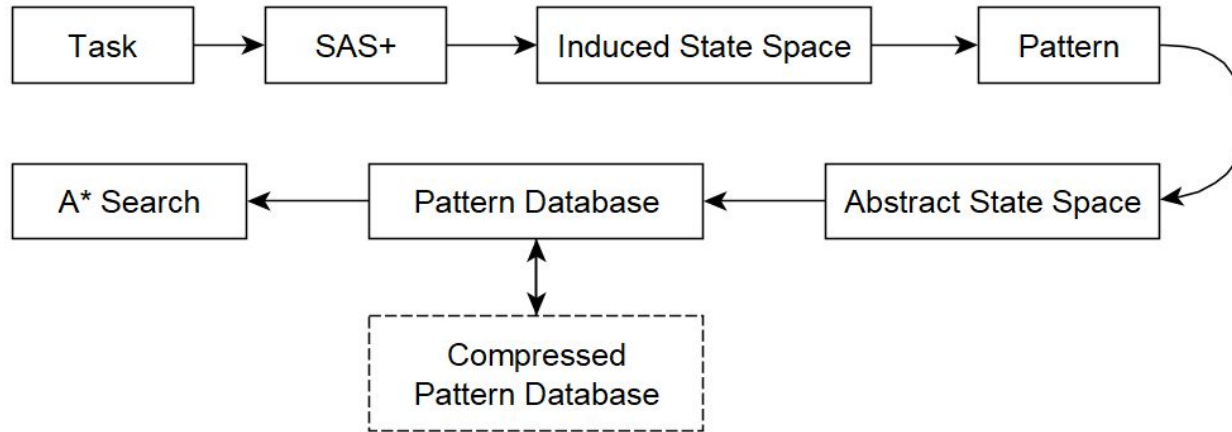 Task
SAS+
Induced State Space
Pattern
Abstract State Space
Pattern Database
A* Search
Compressed
Pattern Database